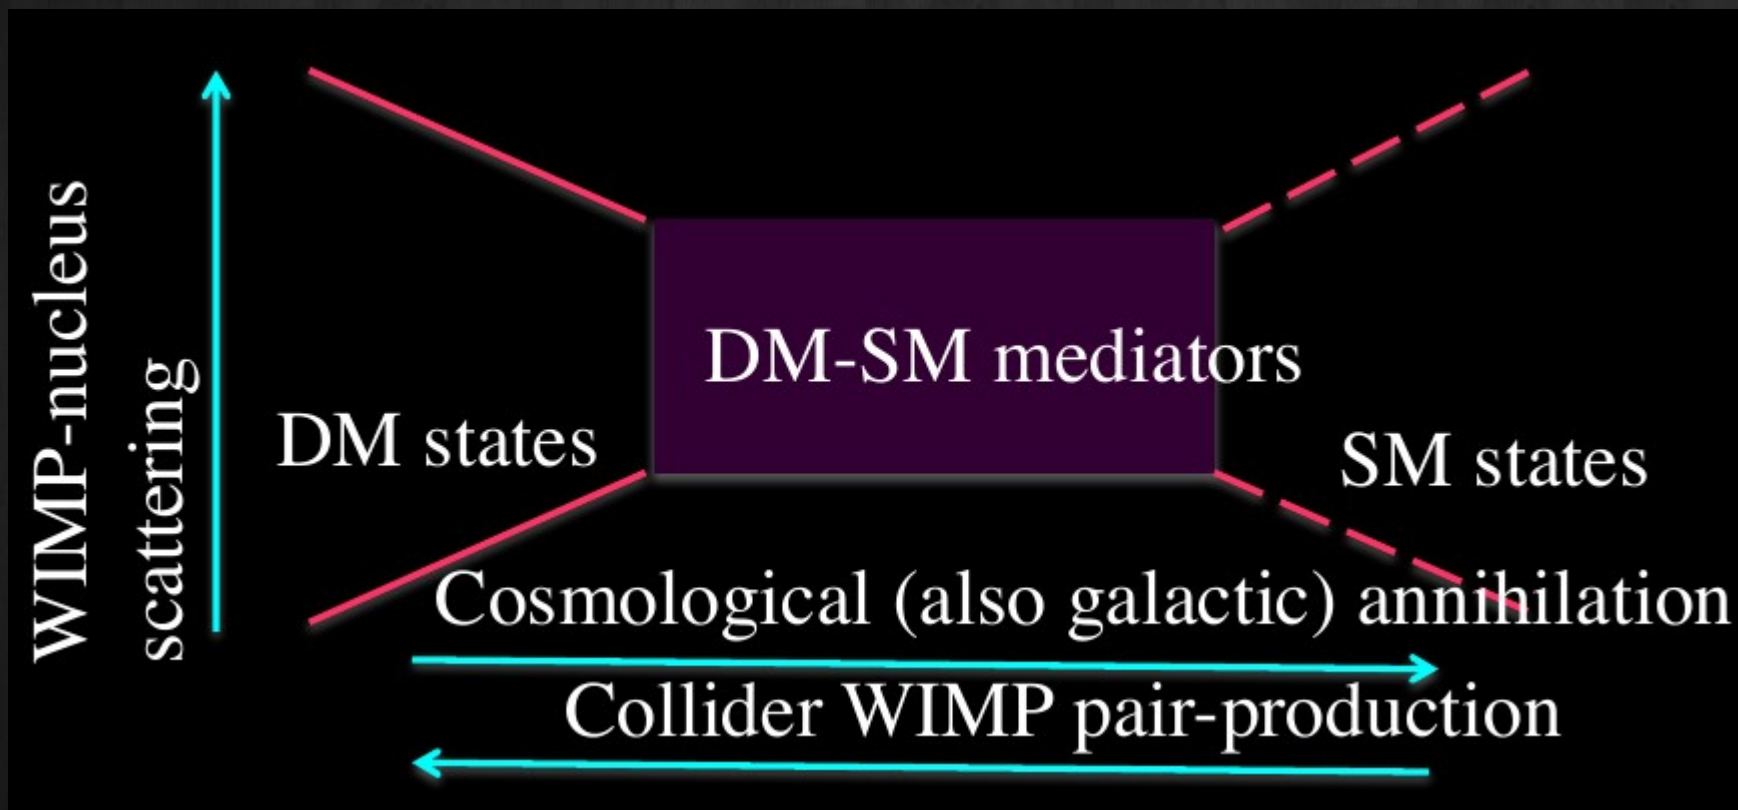 WIMP-nucleus
scattering
DM-SM mediators
DM states
SM states
Cosmological (also galactic) annihilation
Collider WIMP pair-production